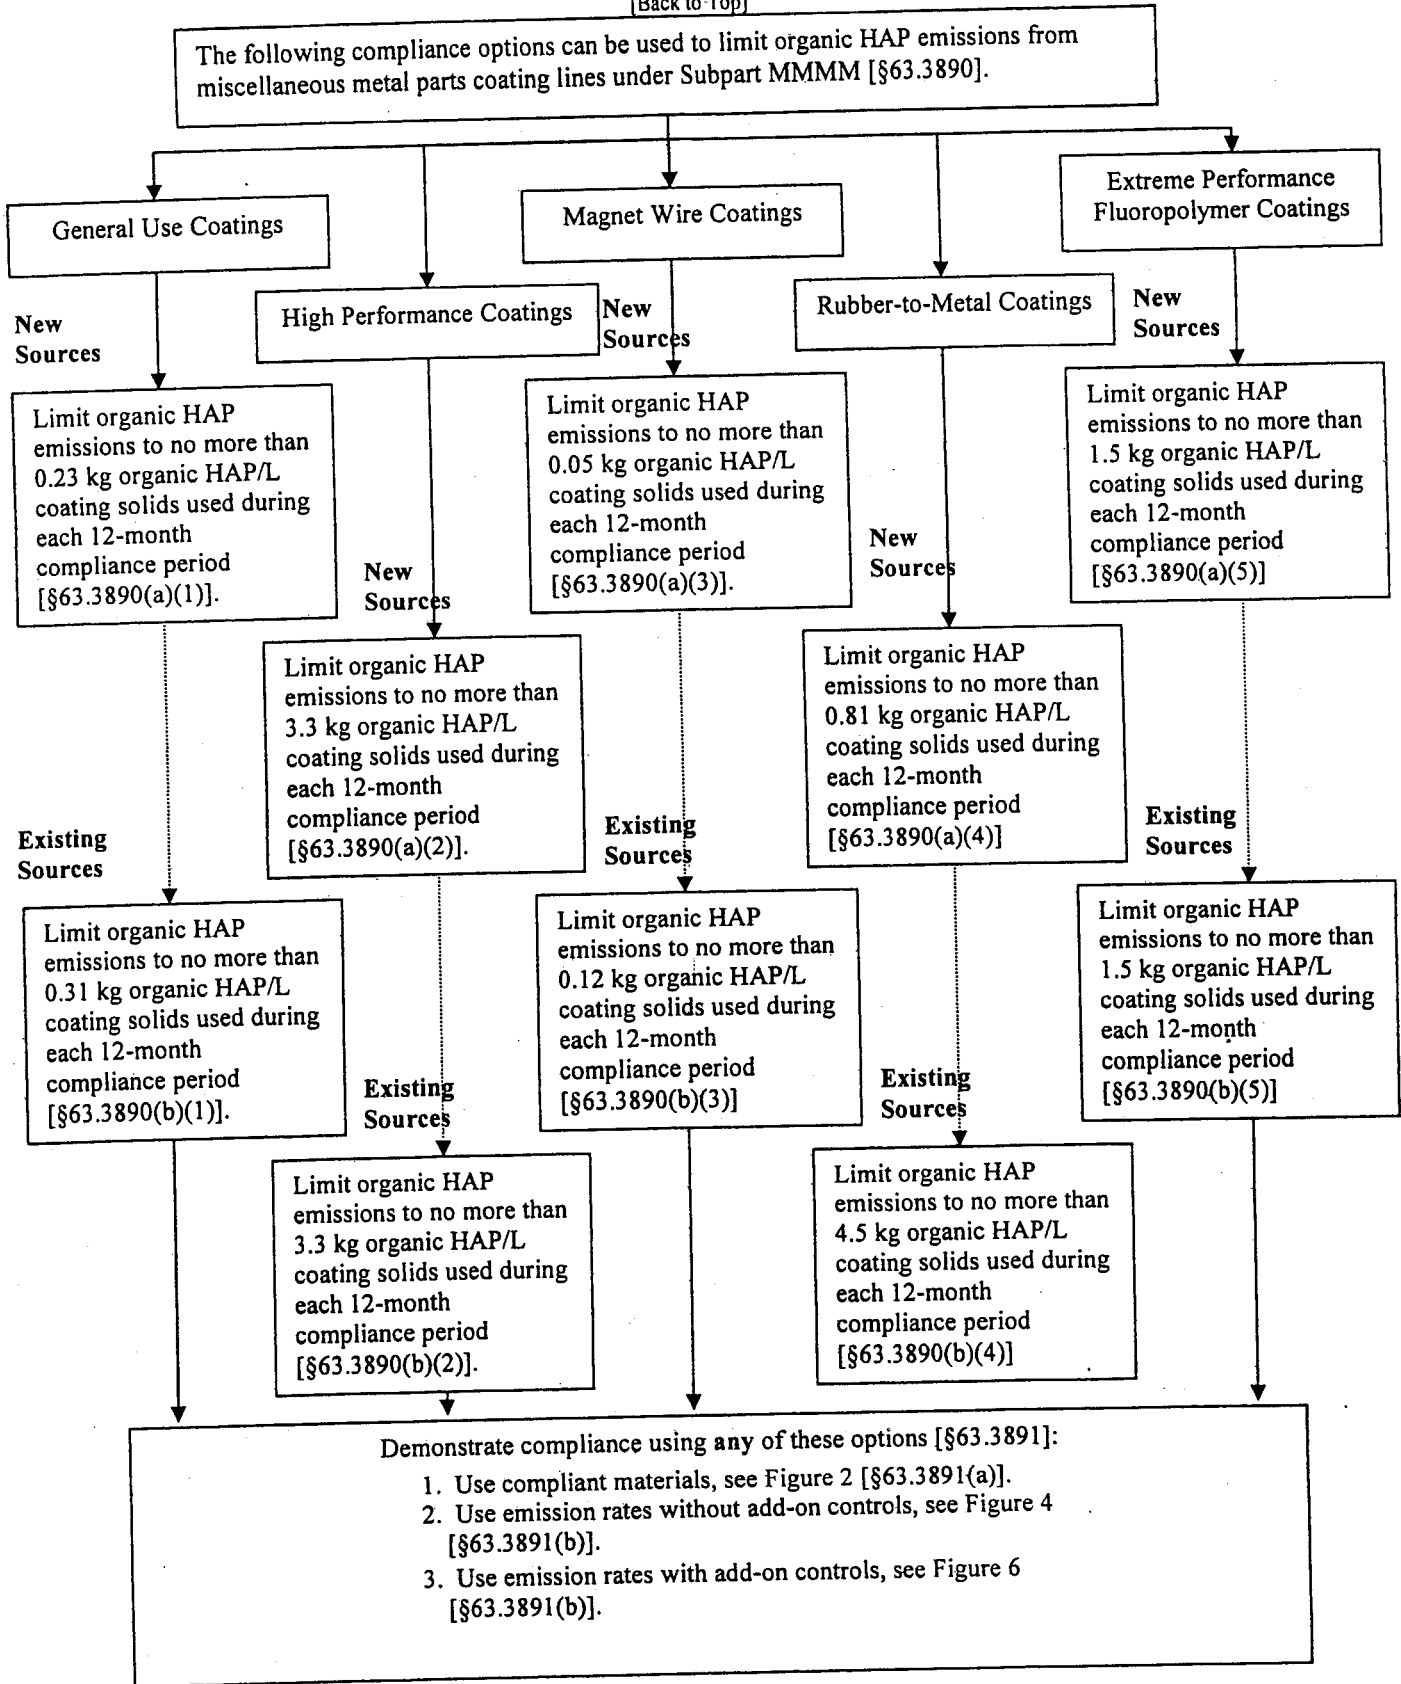 [Back to Top]
The following compliance options can be used to limit organic HAP emissions from
miscellaneous metal parts coating lines under Subpart MMMM [§63.3890].
General Use Coatings
High Performance Coatings
Magnet Wire Coatings
Rubber-to-Metal Coatings
Extreme Performance
Fluoropolymer Coatings
New
Sources
Limit organic HAP
emissions to no more than
0.23 kg organic HAP/L
coating solids used during
each 12-month
compliance period
[§63.3890(a)(1)].
New
Sources
Limit organic HAP
emissions to no more than
3.3 kg organic HAP/L
coating solids used during
each 12-month
compliance period
[§63.3890(a)(2)].
New
Sources
Limit organic HAP
emissions to no more than
0.05 kg organic HAP/L
coating solids used during
each 12-month
compliance period
[§63.3890(a)(3)].
New
Sources
Limit organic HAP
emissions to no more than
0.81 kg organic HAP/L
coating solids used during
each 12-month
compliance period
[§63.3890(a)(4)]
New
Sources
Limit organic HAP
emissions to no more than
1.5 kg organic HAP/L
coating solids used during
each 12-month
compliance period
[§63.3890(a)(5)]
Existing
Sources
Limit organic HAP
emissions to no more than
0.31 kg organic HAP/L
coating solids used during
each 12-month
compliance period
[§63.3890(b)(1)].
Existing
Sources
Limit organic HAP
emissions to no more than
3.3 kg organic HAP/L
coating solids used during
each 12-month
compliance period
[§63.3890(b)(2)].
Existing
Sources
Limit organic HAP
emissions to no more than
0.12 kg organic HAP/L
coating solids used during
each 12-month
compliance period
[§63.3890(b)(3)]
Existing
Sources
Limit organic HAP
emissions to no more than
4.5 kg organic HAP/L
coating solids used during
each 12-month
compliance period
[§63.3890(b)(4)]
Existing
Sources
Limit organic HAP
emissions to no more than
1.5 kg organic HAP/L
coating solids used during
each 12-month
compliance period
[§63.3890(b)(5)]
Demonstrate compliance using any of these options [§63.3891]:
1. Use compliant materials, see Figure 2 [§63.3891(a)].
2. Use emission rates without add-on controls, see Figure 4
[§63.3891(b)].
3. Use emission rates with add-on controls, see Figure 6
[§63.3891(b)].